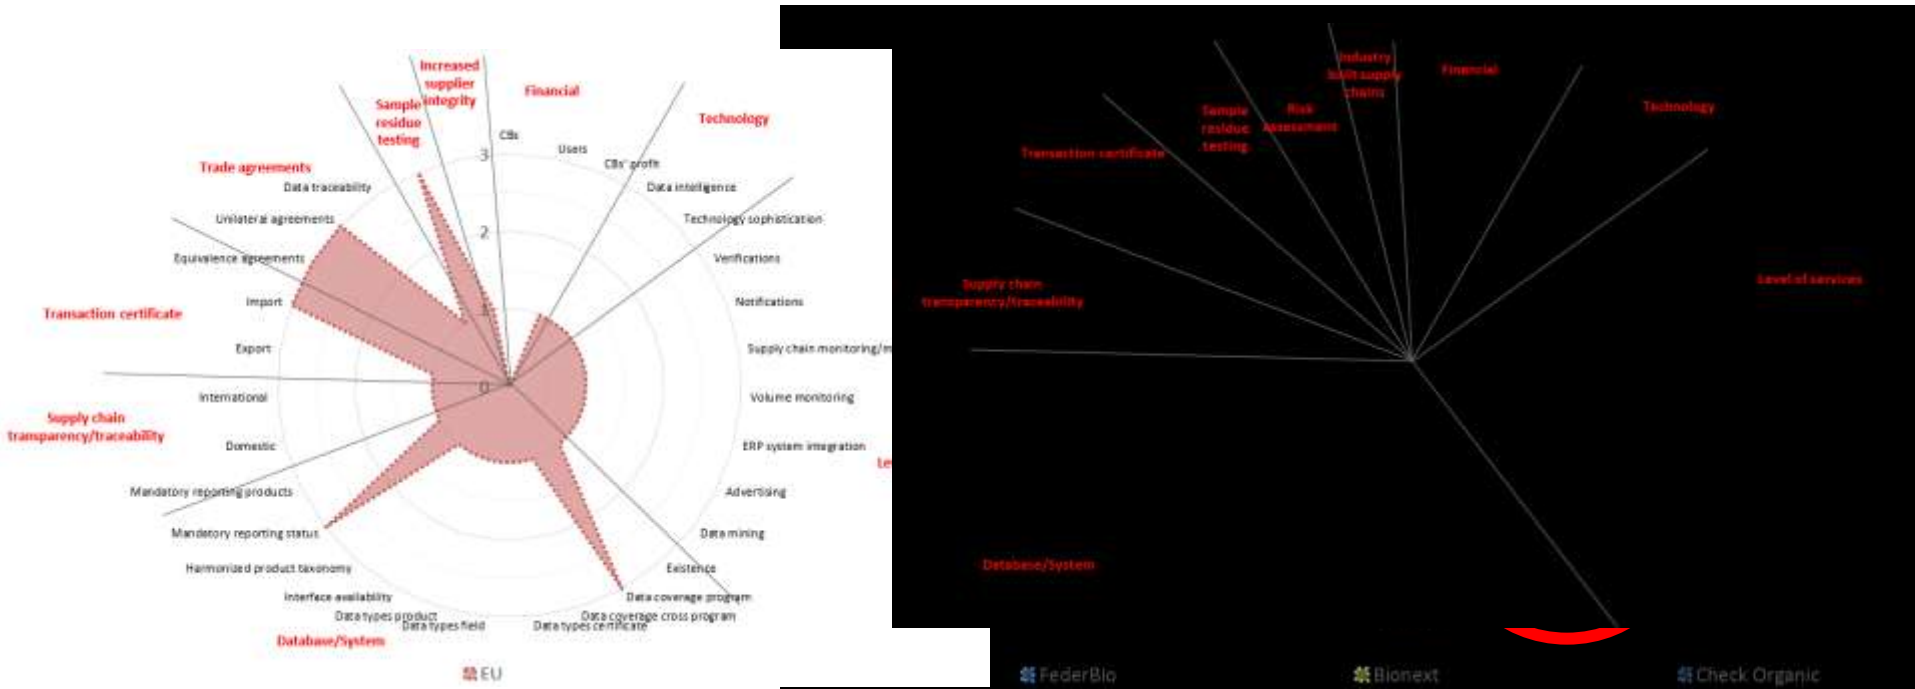 Increased
supplier
integrity
Financial
Sample
residue
testing
Technology
CBs
Users
CBs' profit
3
Trade agreements
Data traceability
Data intelligence
Unilateral agreements
Technology sophistication
2
Equivalence agreements
Verifications
Import
Notifications
Transaction certificate
1
Export
Supply chain monitoring/m
0
International
Volume monitoring
Supply chain
transparency/traceability
Domestic
ERP system integration
Le
Mandatory reporting products
Advertising
Mandatory reporting status
Data mining
Harmonized product taxonomy
Existence
Interface availability
Data coverage program
Data types product
Data coverage cross program
Data types field
Data types certificate
Database/System
EU
Industry
built supply
chains
Financial
Sample
residue
testing
Risk
Assessment
Technology
Transaction certificate
Supply chain
transparency/traceability
Level of services
Database/System
FederBio
Bionext
Check Organic